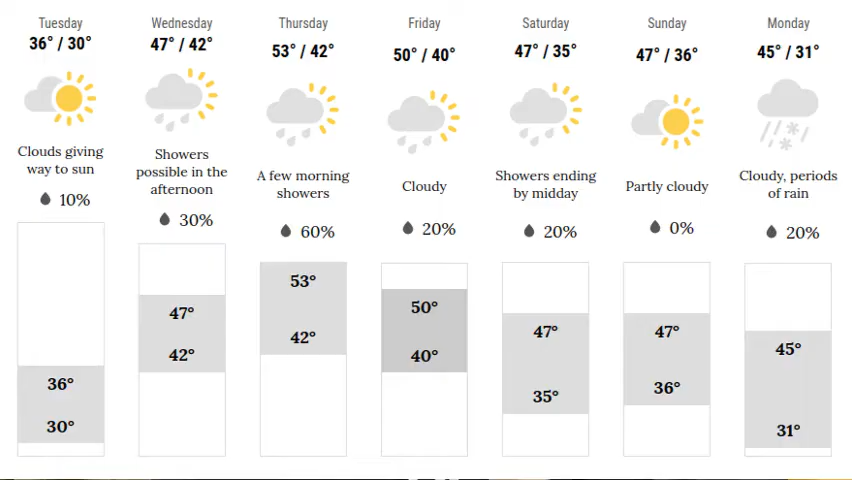 Tuesday
36° / 30°
Clouds giving
way to sun
10%
36°
30°
Wednesday
47° / 42°
Showers
possible in the
afternoon
30%
47°
42°
Thursday
53° / 42°
A few morning
showers
60%
53°
42°
Friday
50° / 40°
Cloudy
20%
50°
40°
Saturday
47° / 35°
Showers ending
by midday
20%
47°
35°
Sunday
47° / 36°
Partly cloudy
0%
47°
36°
Monday
45° / 31°
Cloudy, periods
of rain
20%
45°
31°